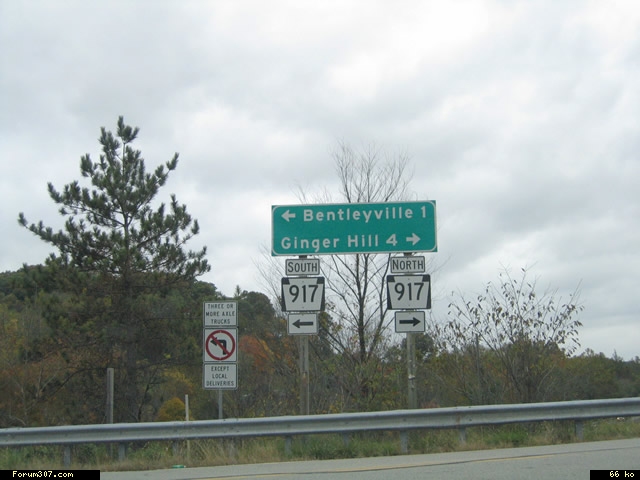 Bentleyville 1
Ginger Hill 4
SOUTH
NORTH
917
917
THREE OR
MORE AXLE
TRUCKS
EXCEPT
LOCAL
DELIVERIES
Forum307.com
66 ko